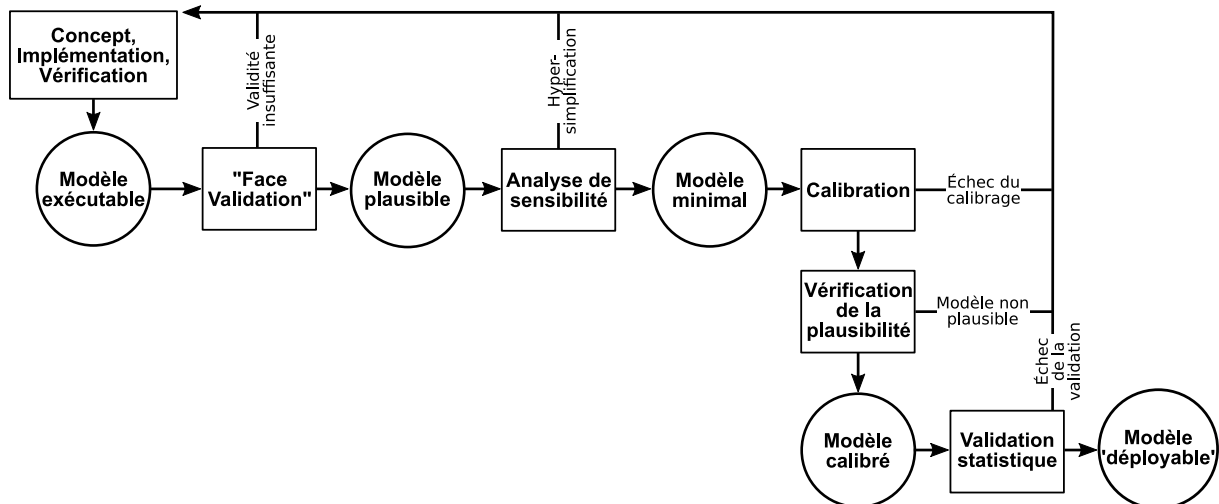 Concept,
Implémentation,
Vérification
Validité
insuffisante
Hyper-
simplification
Modèle
exécutable
"Face
Validation"
Modèle
plausible
Analyse de
sensibilité
Modèle
minimal
Calibration
Échec du
calibrage
Vérification
de la
plausibilité
Modèle non
plausible
Échec
de la
validation
Modèle
calibré
Validation
statistique
Modèle
'déployable'